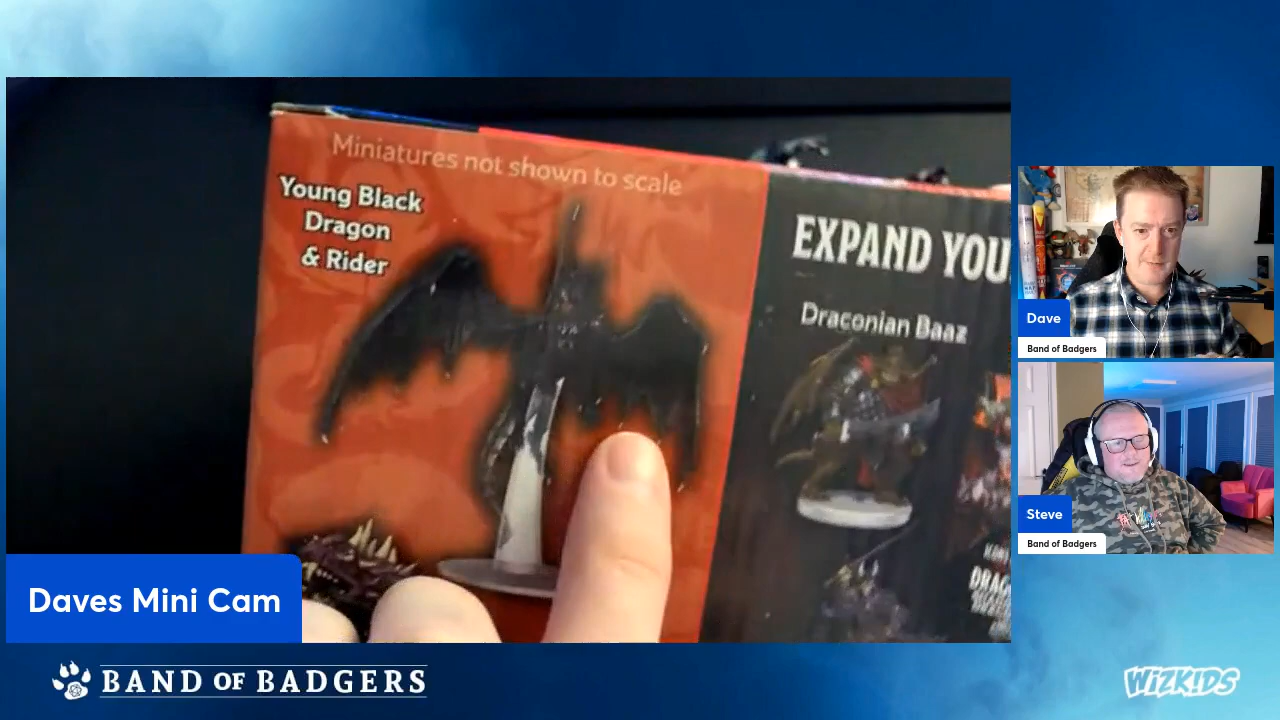 Miniatures not shown to scale
Young Black
Dragon
& Rider
EXPAND YOU
Draconian Baaz
Dave
Band of Badgers
Steve
Band of Badgers
Daves Mini Cam
BAND OF BADGERS
WIZKIDS